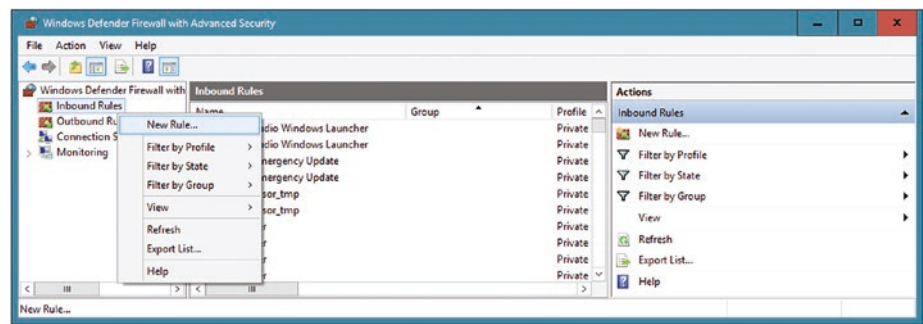 Windows Defender Firewall with Advanced Security
File Action View Help
Windows Defender Firewall with
Inbound Rules
Outbound Ru
Connection S
Monitoring
New Rule...
Filter by Profile
Filter by State
Filter by Group
View
Refresh
Export List...
Help
Inbound Rules
Name Group Profile
dio Windows Launcher Private
dio Windows Launcher Private
mergency Update Private
mergency Update Private
sor_tmp Private
sor_tmp Private
r Private
r Private
r Private
r Private
Actions
Inbound Rules
New Rule...
Filter by Profile
Filter by State
Filter by Group
View
Refresh
Export List...
Help
New Rule...